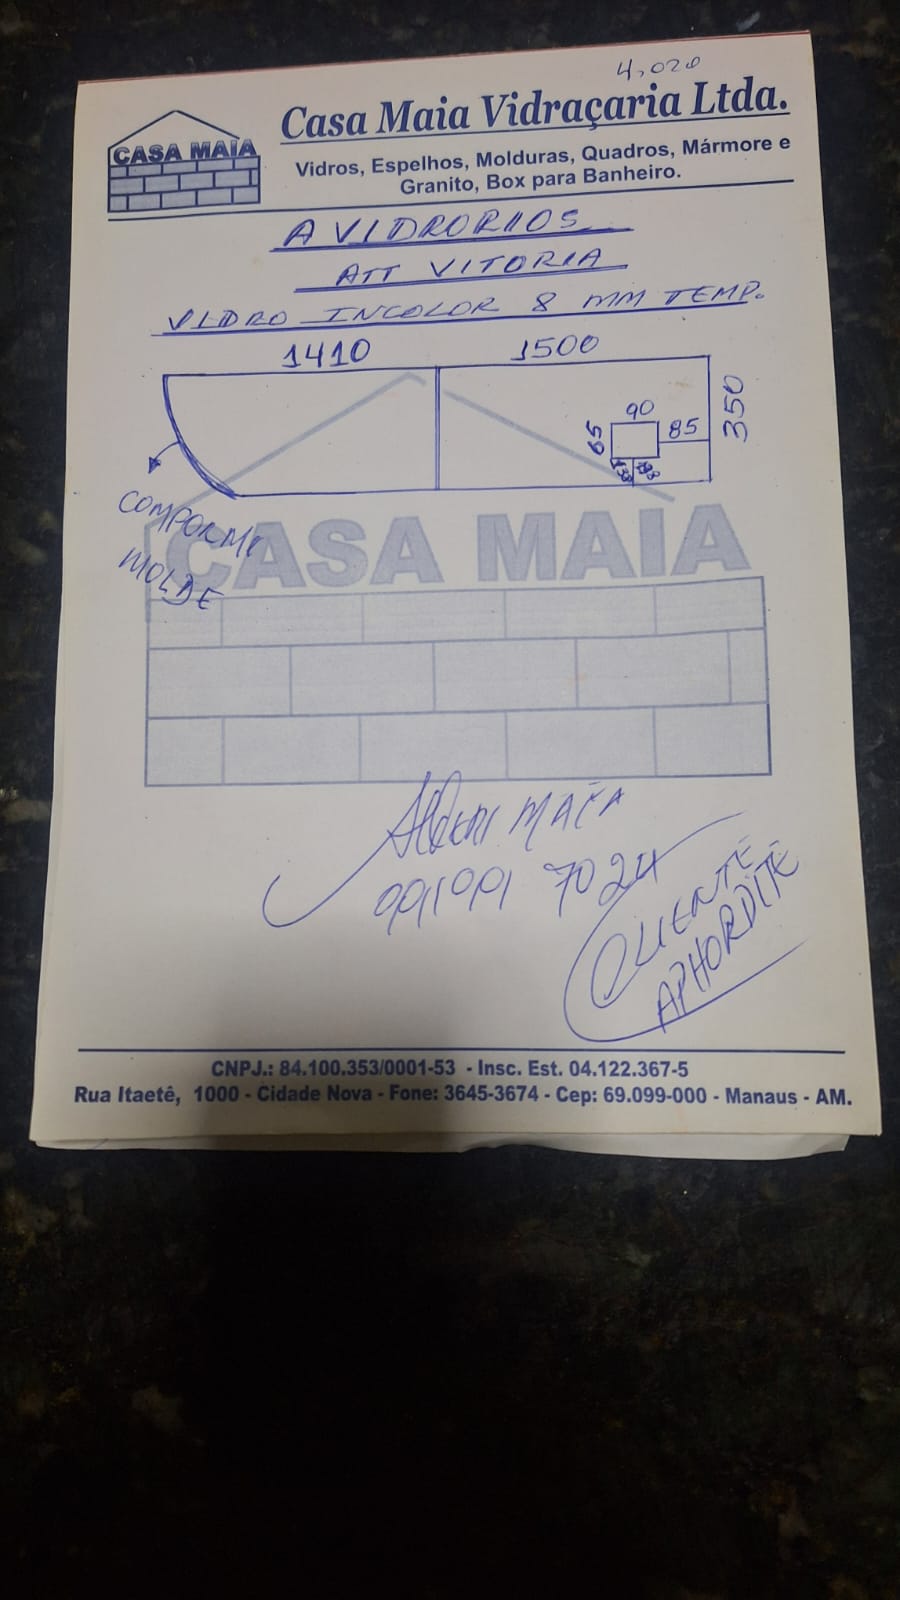 4,020
CASA MAIA
Casa Maia Vidraçaria Ltda.
Vidros, Espelhos, Molduras, Quadros, Mármore e
Granito, Box para Banheiro.
A VIDRORIOS
ATT VITORIA
VIDRO INCOLOR 8 MM TEMP.
1410 1500
350
90
65
85
COMFORME
MOLDE
CASA MAIA
MAIA
7024
CLIENTE
APHORDITE
CNPJ.: 84.100.353/0001-53 - Insc. Est. 04.122.367-5
Rua Itaetê, 1000 - Cidade Nova - Fone: 3645-3674 - Cep: 69.099-000 - Manaus - AM.